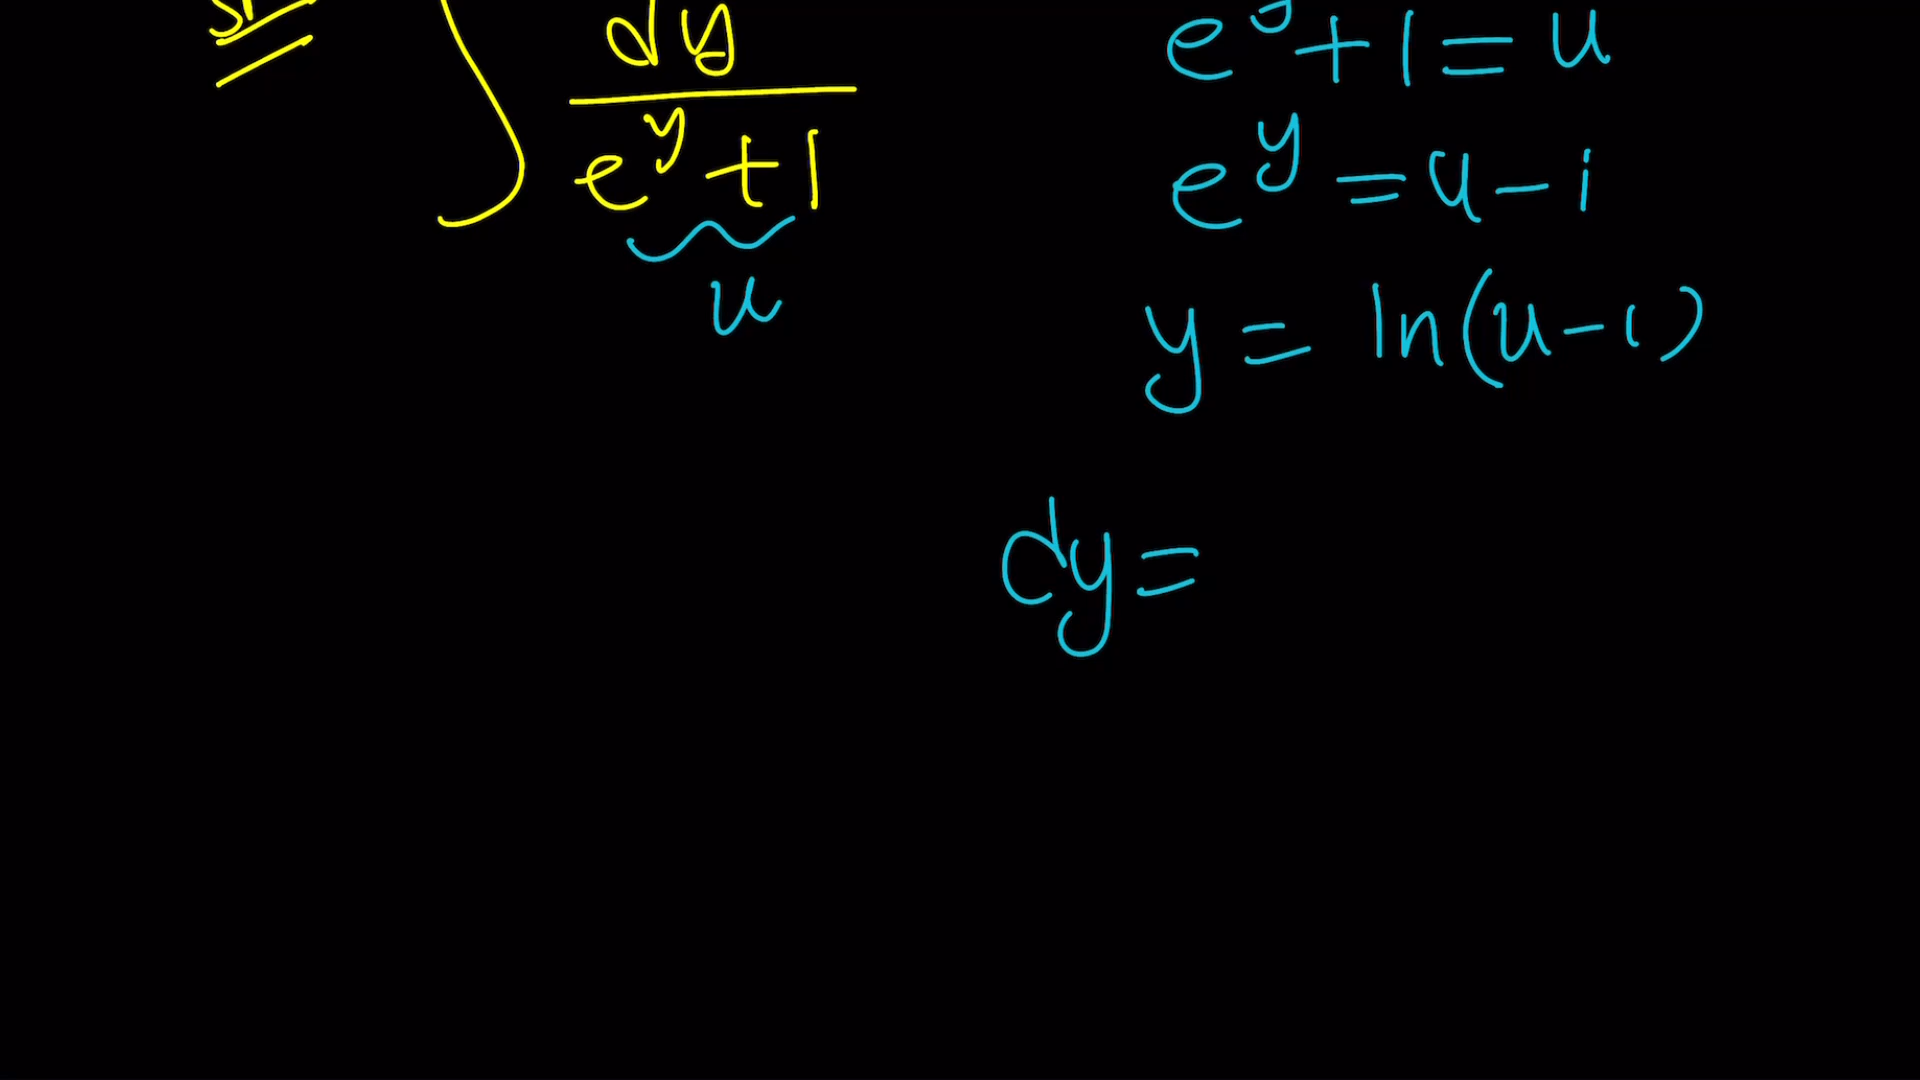 ∫ dy / (e^y + 1)
u
e^y + 1 = u
e^y = u - 1
y = ln(u - 1)
dy =